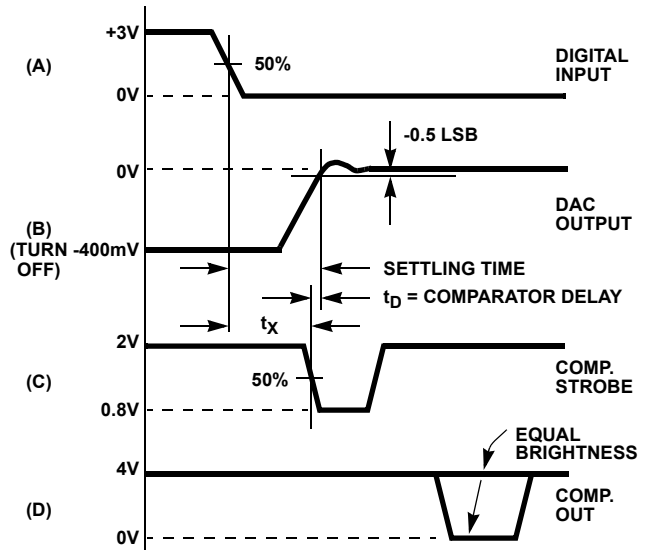 +3V
(A)
50%
DIGITAL
INPUT
0V
-0.5 LSB
0V
DAC
OUTPUT
(B)
(TURN -400mV
OFF)
SETTLING TIME
tD = COMPARATOR DELAY
tX
2V
(C)
50%
COMP.
STROBE
0.8V
EQUAL
BRIGHTNESS
4V
COMP.
OUT
(D)
0V